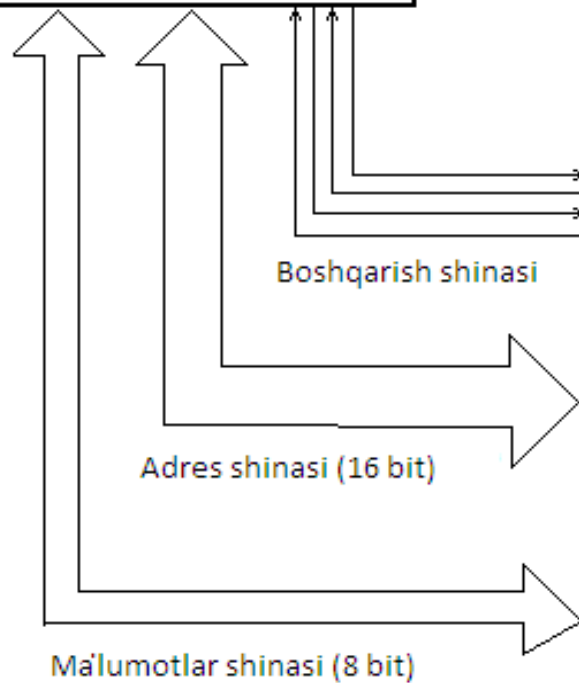 Boshqarish shinasi
Adres shinasi (16 bit)
Ma'lumotlar shinasi (8 bit)